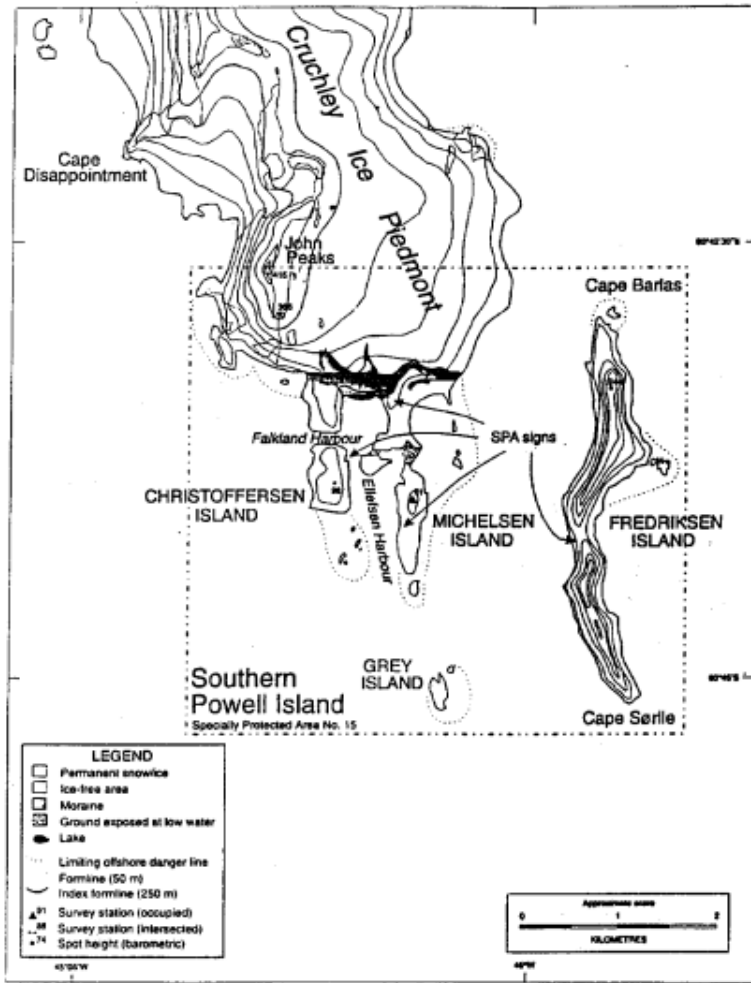 Cruchley
Ice
Piedmont
Cape
Disappointment
John
Peaks
Cape Barlas
Falkland Harbour
SPA signs
CHRISTOFFERSEN
ISLAND
Ellefsen Harbour
MICHELSEN
ISLAND
FREDRIKSEN
ISLAND
GREY
ISLAND
Southern
Powell Island
Specially Protected Area No. 15
Cape Sørlle
LEGEND
Permanent snow/ice
Ice-free area
Moraine
Ground exposed at low water
Lake
Limiting offshore danger line
Formline (50 m)
Index formline (250 m)
Survey station (occupied)
Survey station (intersected)
74 Spot height (barometric)
Approximate scale
0 1 2
KILOMETRES